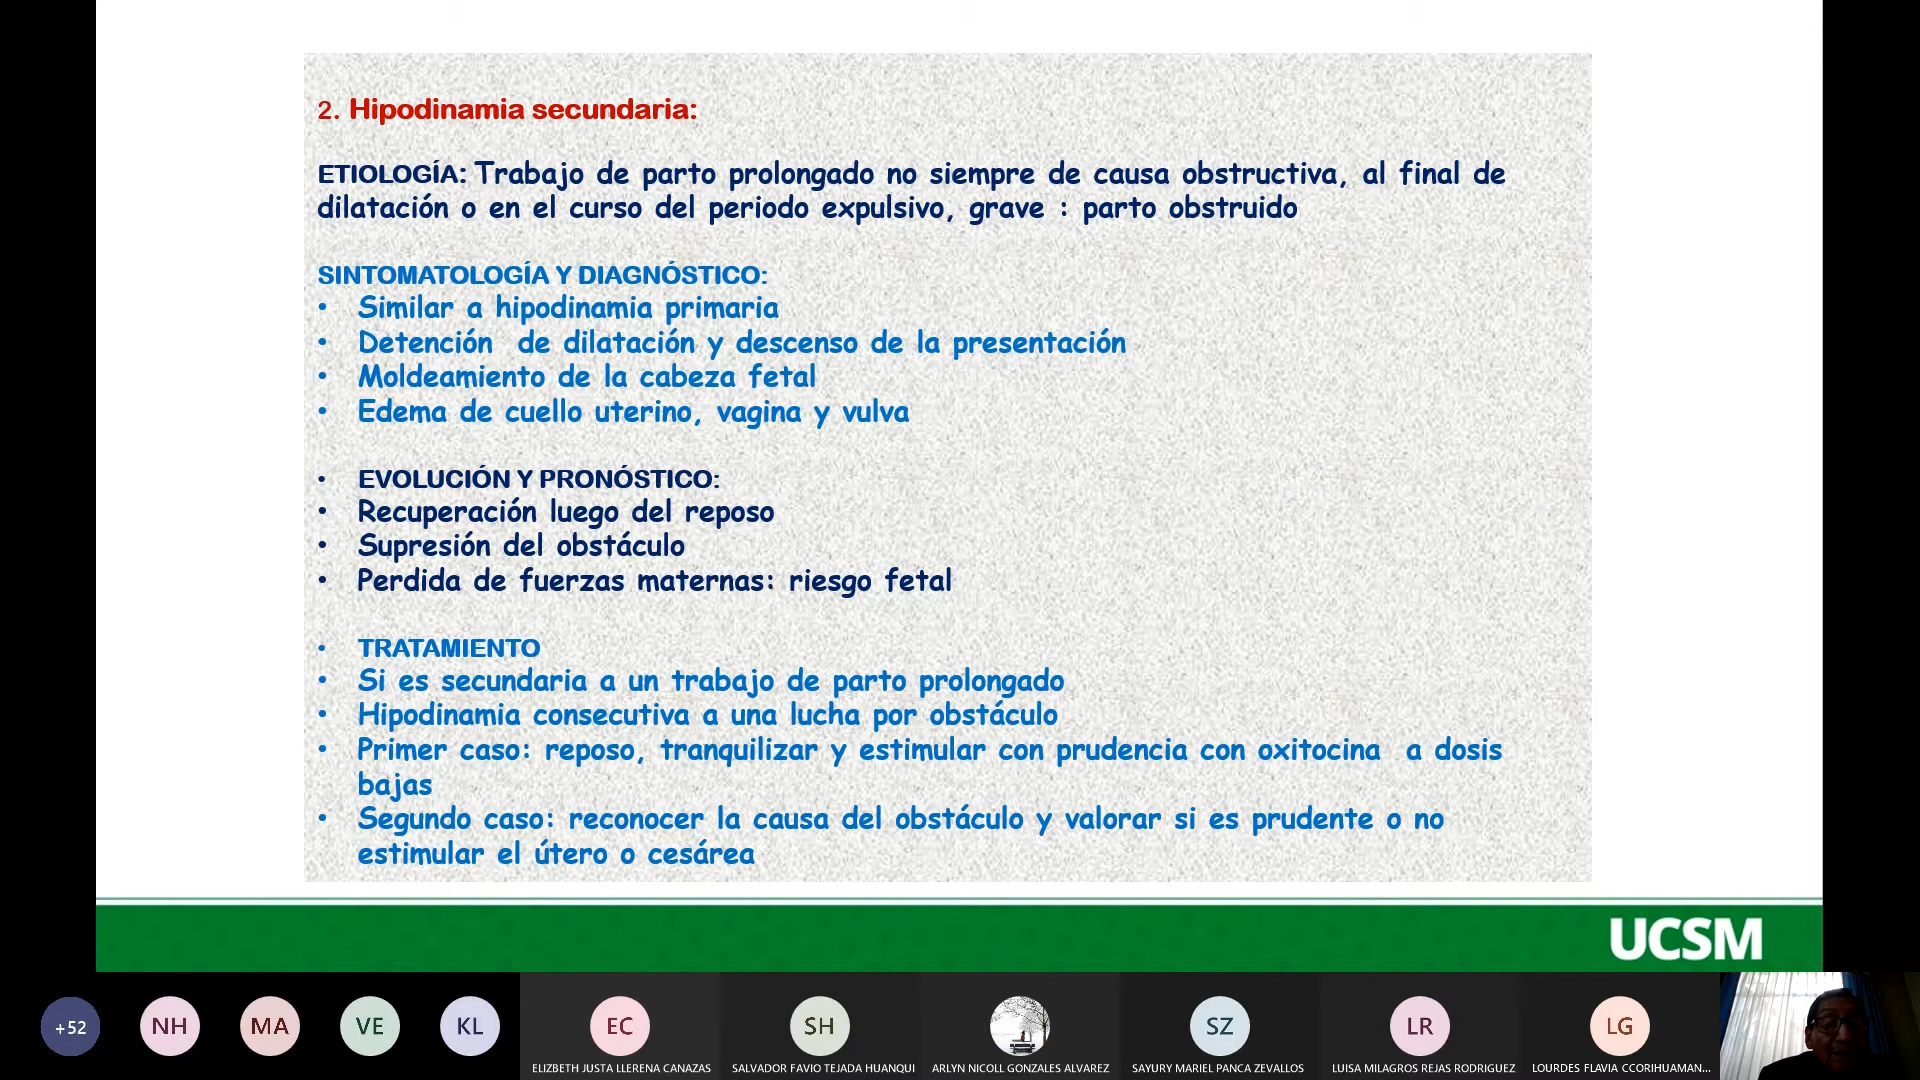 2. Hipodinamia secundaria:
ETIOLOGÍA: Trabajo de parto prolongado no siempre de causa obstructiva, al final de
dilatación o en el curso del periodo expulsivo, grave : parto obstruido
SINTOMATOLOGÍA Y DIAGNÓSTICO:
• Similar a hipodinamia primaria
• Detención de dilatación y descenso de la presentación
• Moldeamiento de la cabeza fetal
• Edema de cuello uterino, vagina y vulva
• EVOLUCIÓN Y PRONÓSTICO:
• Recuperación luego del reposo
• Supresión del obstáculo
• Perdida de fuerzas maternas: riesgo fetal
• TRATAMIENTO
• Si es secundaria a un trabajo de parto prolongado
• Hipodinamia consecutiva a una lucha por obstáculo
• Primer caso: reposo, tranquilizar y estimular con prudencia con oxitocina a dosis
bajas
• Segundo caso: reconocer la causa del obstáculo y valorar si es prudente o no
estimular el útero o cesárea
UCSM
+52 NH MA VE KL EC SH SZ LR LG
ELIZBETH JUSTA LLERENA CANAZAS SALVADOR FAVIO TEJADA HUANQUI ARLYN NICOLL GONZALES ALVAREZ SAYURY MARIEL PANCA ZEVALLOS LUISA MILAGROS REJAS RODRIGUEZ LOURDES FLAVIA CCORIHUAMAN...